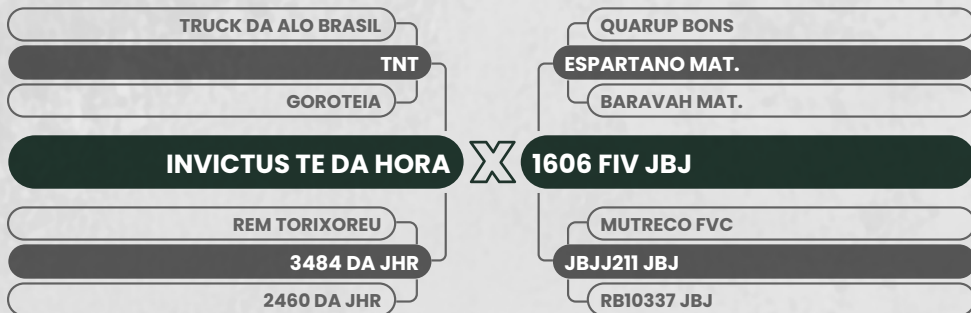 TRUCK DA ALO BRASIL
TNT
GOROTEIA
INVICTUS TE DA HORA
REM TORIXOREU
3484 DA JHR
2460 DA JHR
X
QUARUP BONS
ESPARTANO MAT.
BARAVAH MAT.
1606 FIV JBJ
MUTRECO FVC
JBJJ211 JBJ
RB10337 JBJ